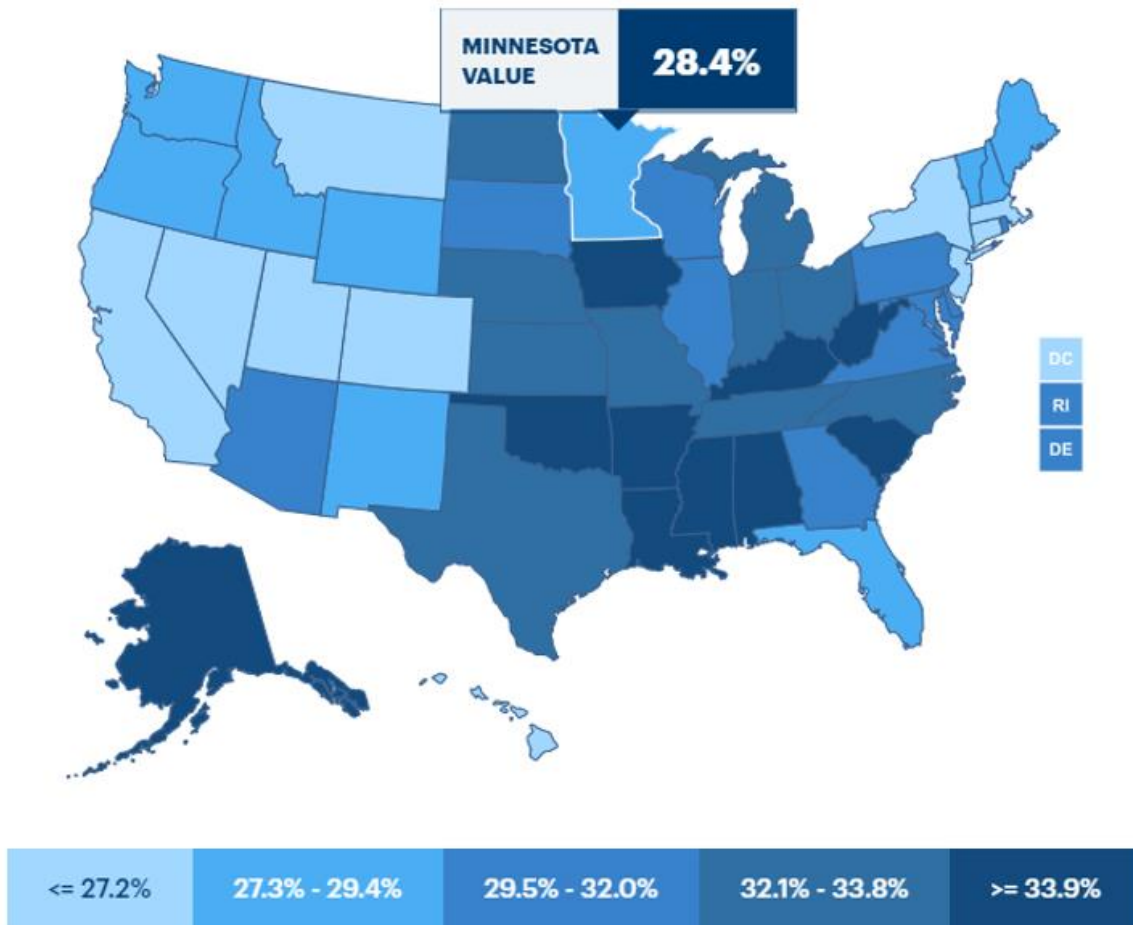 MINNESOTA
VALUE
28.4%
DC
RI
DE
<= 27.2%
27.3% - 29.4%
29.5% - 32.0%
32.1% - 33.8%
>= 33.9%